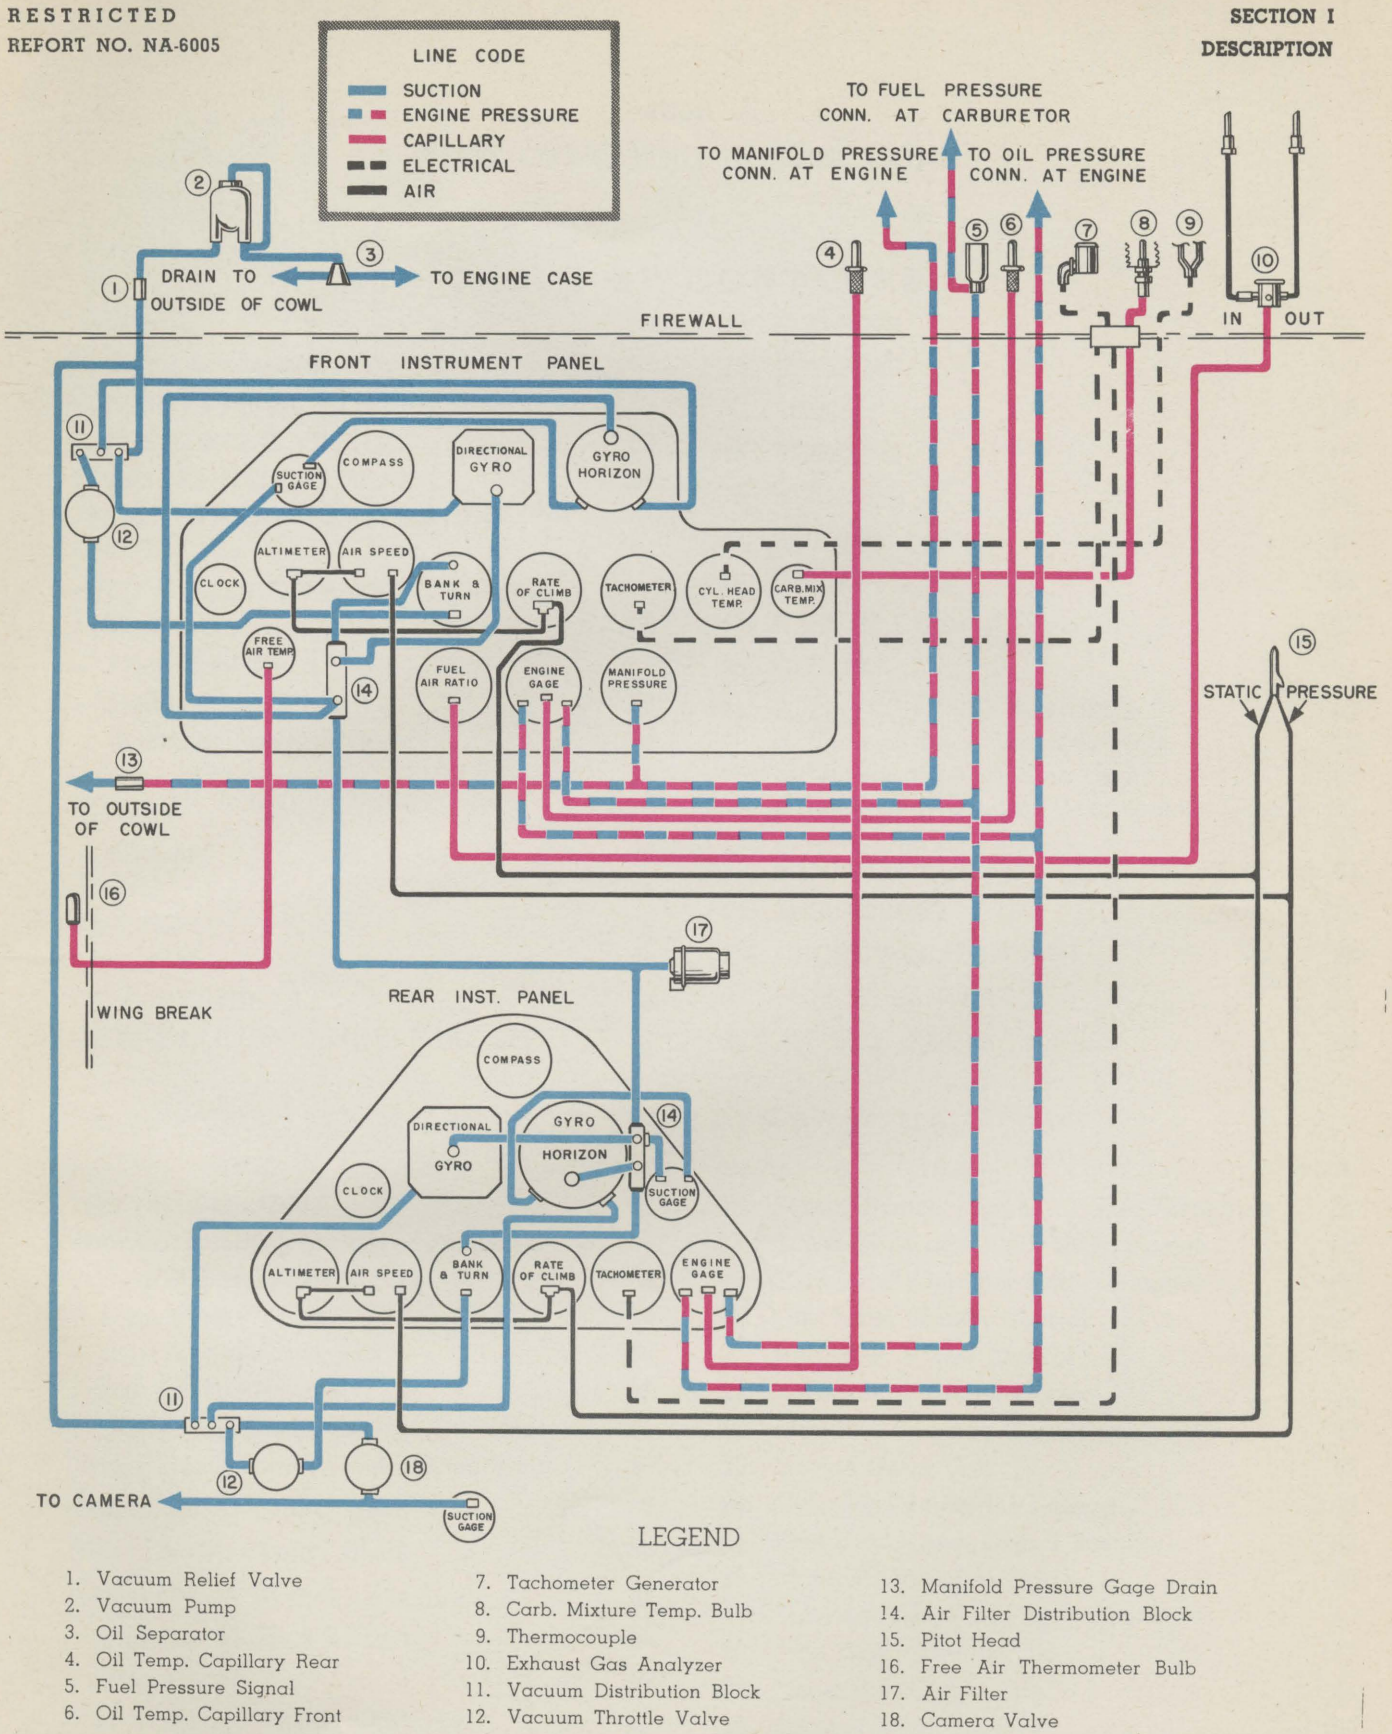 RESTRICTED
REPORT NO. NA-6005
SECTION I
DESCRIPTION
LINE CODE
SUCTION
ENGINE PRESSURE
CAPILLARY
ELECTRICAL
AIR
TO FUEL PRESSURE
CONN. AT CARBURETOR
TO MANIFOLD PRESSURE
CONN. AT ENGINE
TO OIL PRESSURE
CONN. AT ENGINE
2
3
1
4
5
6
7
8
9
10
DRAIN TO
OUTSIDE OF COWL
TO ENGINE CASE
FIREWALL
IN
OUT
FRONT INSTRUMENT PANEL
11
12
SUCTION
GAGE
COMPASS
DIRECTIONAL
GYRO
GYRO
HORIZON
CLOCK
ALTIMETER
AIR SPEED
BANK &
TURN
RATE
OF CLIMB
TACHOMETER
CYL. HEAD
TEMP.
CARB. MIX
TEMP.
FREE
AIR TEMP.
14
FUEL
AIR RATIO
ENGINE
GAGE
MANIFOLD
PRESSURE
15
STATIC
PRESSURE
13
TO OUTSIDE
OF COWL
16
WING BREAK
17
REAR INST. PANEL
COMPASS
DIRECTIONAL
GYRO
GYRO
HORIZON
14
SUCTION
GAGE
CLOCK
ALTIMETER
AIR SPEED
BANK
& TURN
RATE
OF CLIMB
TACHOMETER
ENGINE
GAGE
11
12
18
TO CAMERA
SUCTION
GAGE
LEGEND
1. Vacuum Relief Valve
2. Vacuum Pump
3. Oil Separator
4. Oil Temp. Capillary Rear
5. Fuel Pressure Signal
6. Oil Temp. Capillary Front
7. Tachometer Generator
8. Carb. Mixture Temp. Bulb
9. Thermocouple
10. Exhaust Gas Analyzer
11. Vacuum Distribution Block
12. Vacuum Throttle Valve
13. Manifold Pressure Gage Drain
14. Air Filter Distribution Block
15. Pitot Head
16. Free Air Thermometer Bulb
17. Air Filter
18. Camera Valve